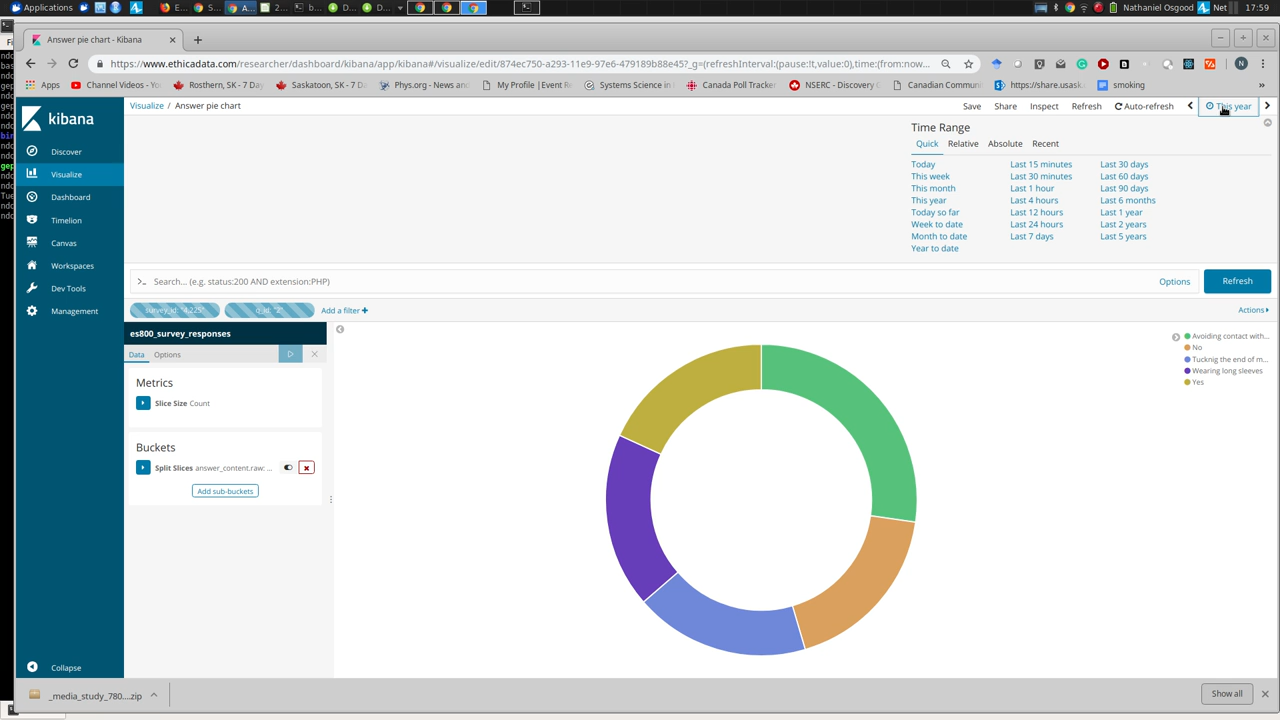 Applications
Nathaniel Osgood
Net
17:59
Answer pie chart - Kibana
https://www.ethicadata.com/researcher/dashboard/kibana/app/kibana#/visualize/edit/874ec750-a293-11e9-97e6-479189b88e45?_g=(refreshInterval:(pause:!t,value:0),time:(from:now...
Apps
Channel Videos - Yo
Rosthern, SK - 7 Day
Saskatoon, SK - 7 D
Phys.org - News and
My Profile |Event R
Systems Science in
Canada Poll Tracker
NSERC - Discovery G
Canadian Commun
https://share.usask
smoking
kibana
Discover
Visualize
Dashboard
Timelion
Canvas
Workspaces
Dev Tools
Management
Collapse
Visualize / Answer pie chart
Save
Share
Inspect
Refresh
Auto-refresh
This year
Time Range
Quick
Relative
Absolute
Recent
Today
Last 15 minutes
Last 30 days
This week
Last 30 minutes
Last 60 days
This month
Last 1 hour
Last 90 days
This year
Last 4 hours
Last 6 months
Today so far
Last 12 hours
Last 1 year
Week to date
Last 24 hours
Last 2 years
Month to date
Last 7 days
Last 5 years
Year to date
>_ Search... (e.g. status:200 AND extension:PHP)
Options
Refresh
survey_id: "4,225"
q_id: "2"
Add a filter +
Actions
es800_survey_responses
Data
Options
Metrics
Slice Size Count
Buckets
Split Slices answer_content.raw: ...
Add sub-buckets
Avoiding contact with...
No
Tucknig the end of m...
Wearing long sleeves
Yes
_media_study_780....zip
Show all